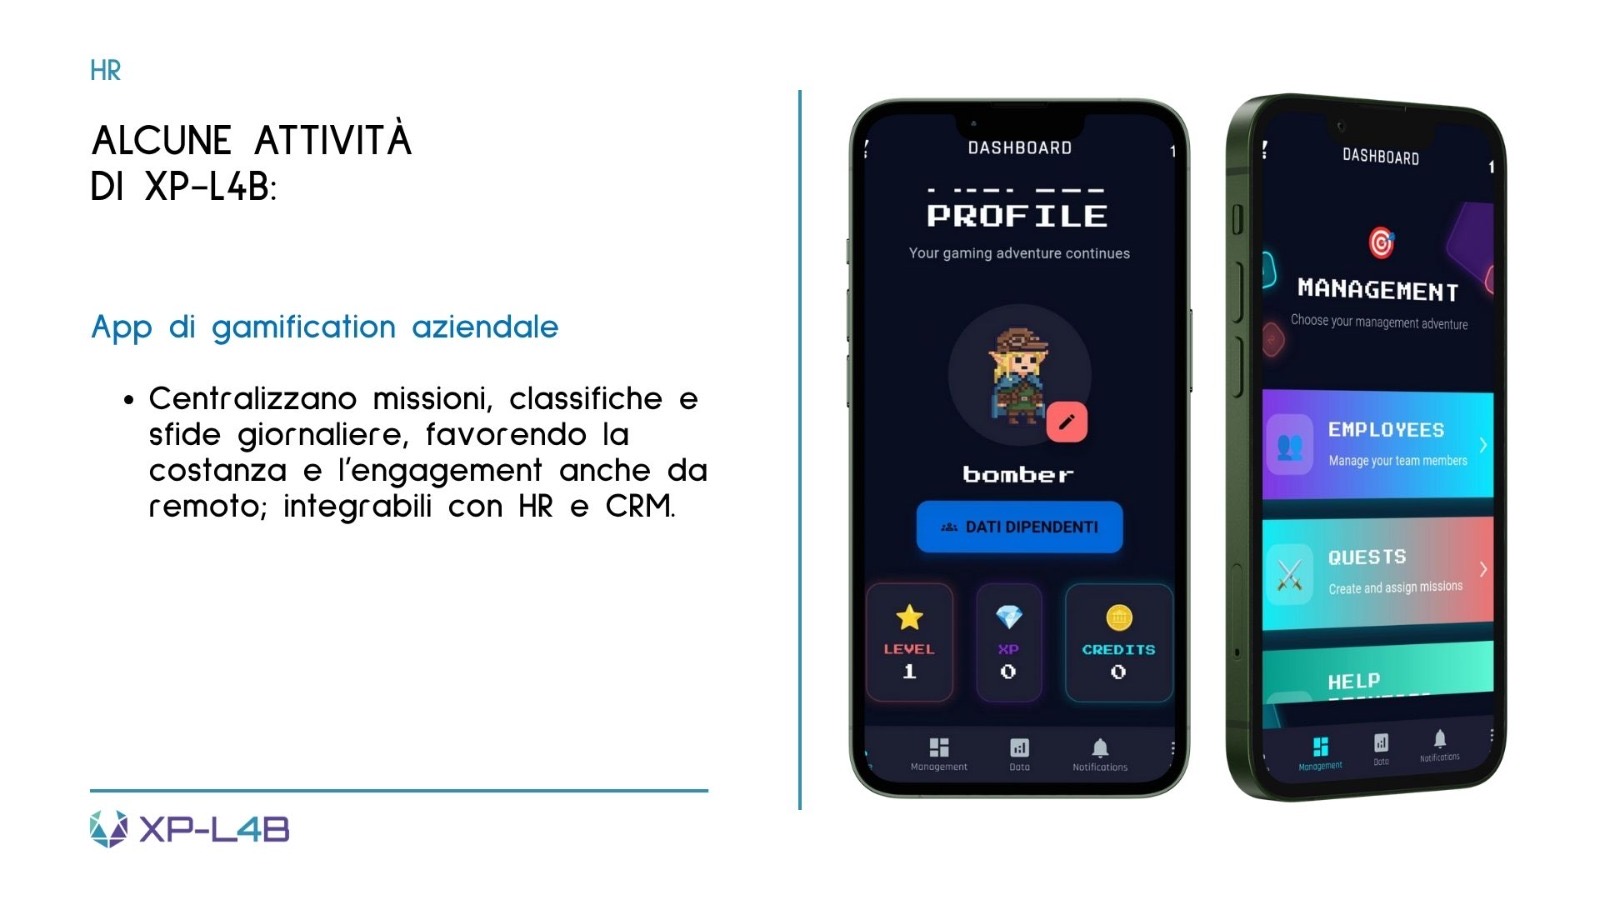 HR
ALCUNE ATTIVITÀ
DI XP-L4B:
App di gamification aziendale
• Centralizzano missioni, classifiche e
sfide giornaliere, favorendo la
costanza e l'engagement anche da
remoto; integrabili con HR e CRM.
XP-L4B
DASHBOARD
PROFILE
Your gaming adventure continues
bomber
DATI DIPENDENTI
LEVEL
1
XP
0
CREDITS
0
Management
Data
Notifications
DASHBOARD
MANAGEMENT
Choose your management adventure
EMPLOYEES
Manage your team members
QUESTS
Create and assign missions
HELP
Management
Data
Notifications